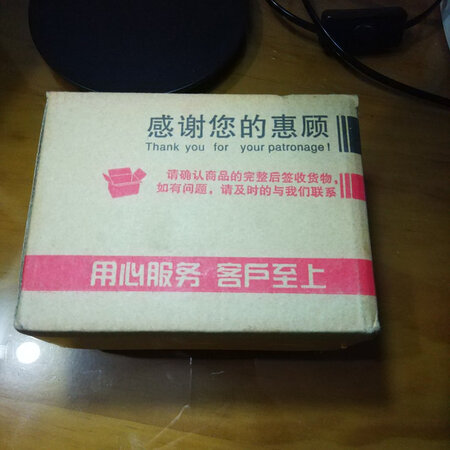 感谢您的惠顾
Thank you for your patronage!
请确认商品的完整后签收货物,
如有问题，请及时的与我们联系
用心服务 客戶至上